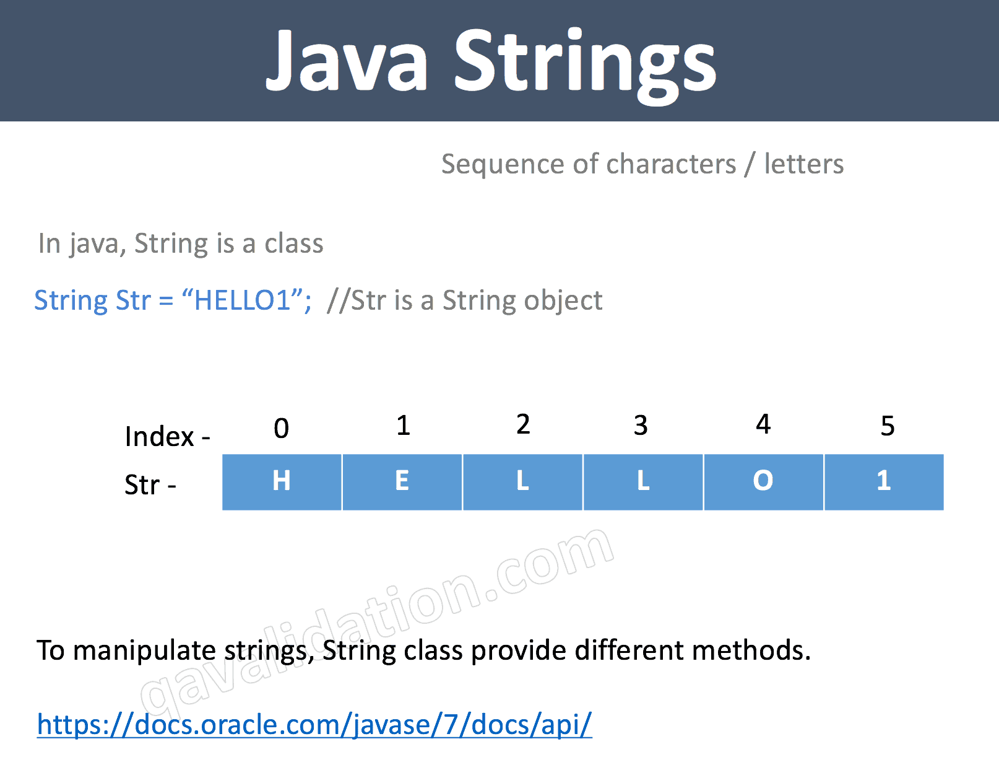 Java Strings
Sequence of characters / letters
In java, String is a class
String Str = “HELLO1”; //Str is a String object
Index - 0 1 2 3 4 5
Str - H E L L O 1
qavalidation.com
To manipulate strings, String class provide different methods.
https://docs.oracle.com/javase/7/docs/api/